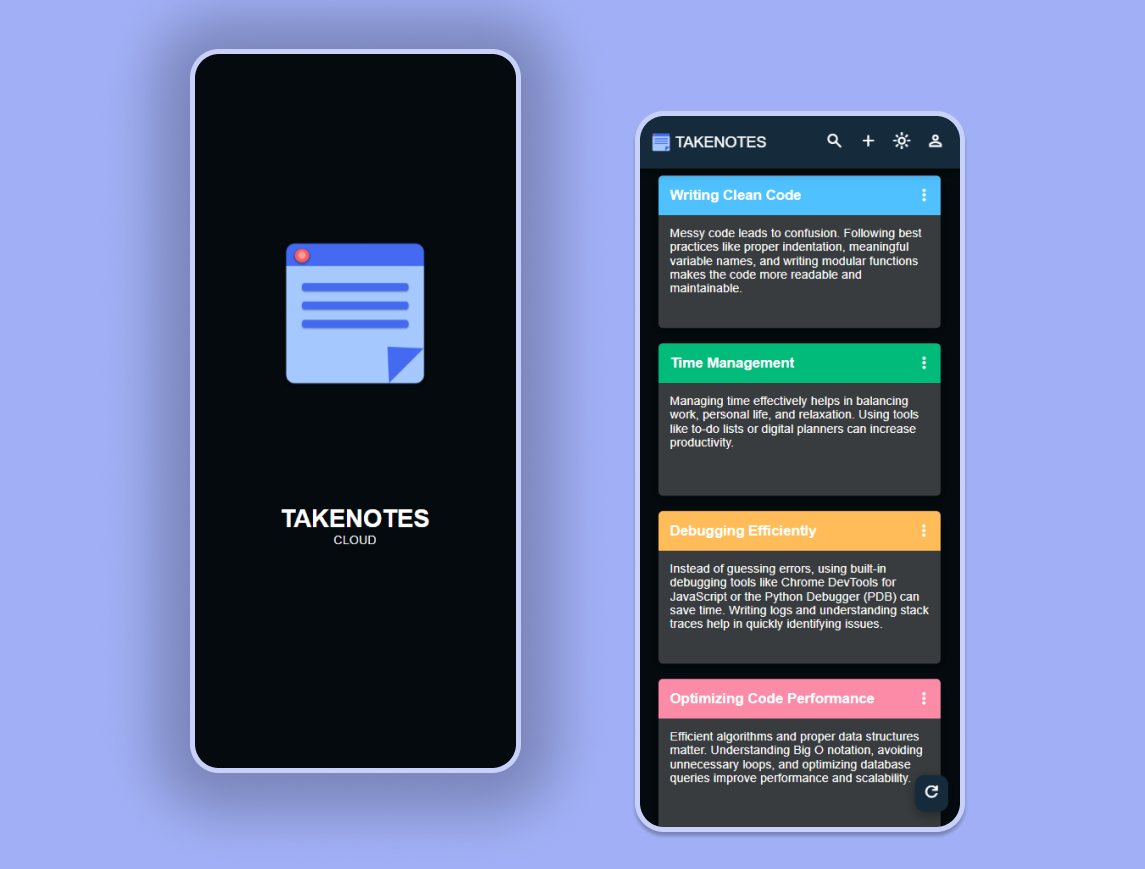 TAKENOTES
CLOUD
TAKENOTES
Writing Clean Code
Messy code leads to confusion. Following best
practices like proper indentation, meaningful
variable names, and writing modular functions
makes the code more readable and
maintainable.
Time Management
Managing time effectively helps in balancing
work, personal life, and relaxation. Using tools
like to-do lists or digital planners can increase
productivity.
Debugging Efficiently
Instead of guessing errors, using built-in
debugging tools like Chrome DevTools for
JavaScript or the Python Debugger (PDB) can
save time. Writing logs and understanding stack
traces help in quickly identifying issues.
Optimizing Code Performance
Efficient algorithms and proper data structures
matter. Understanding Big O notation, avoiding
unnecessary loops, and optimizing database
queries improve performance and scalability.